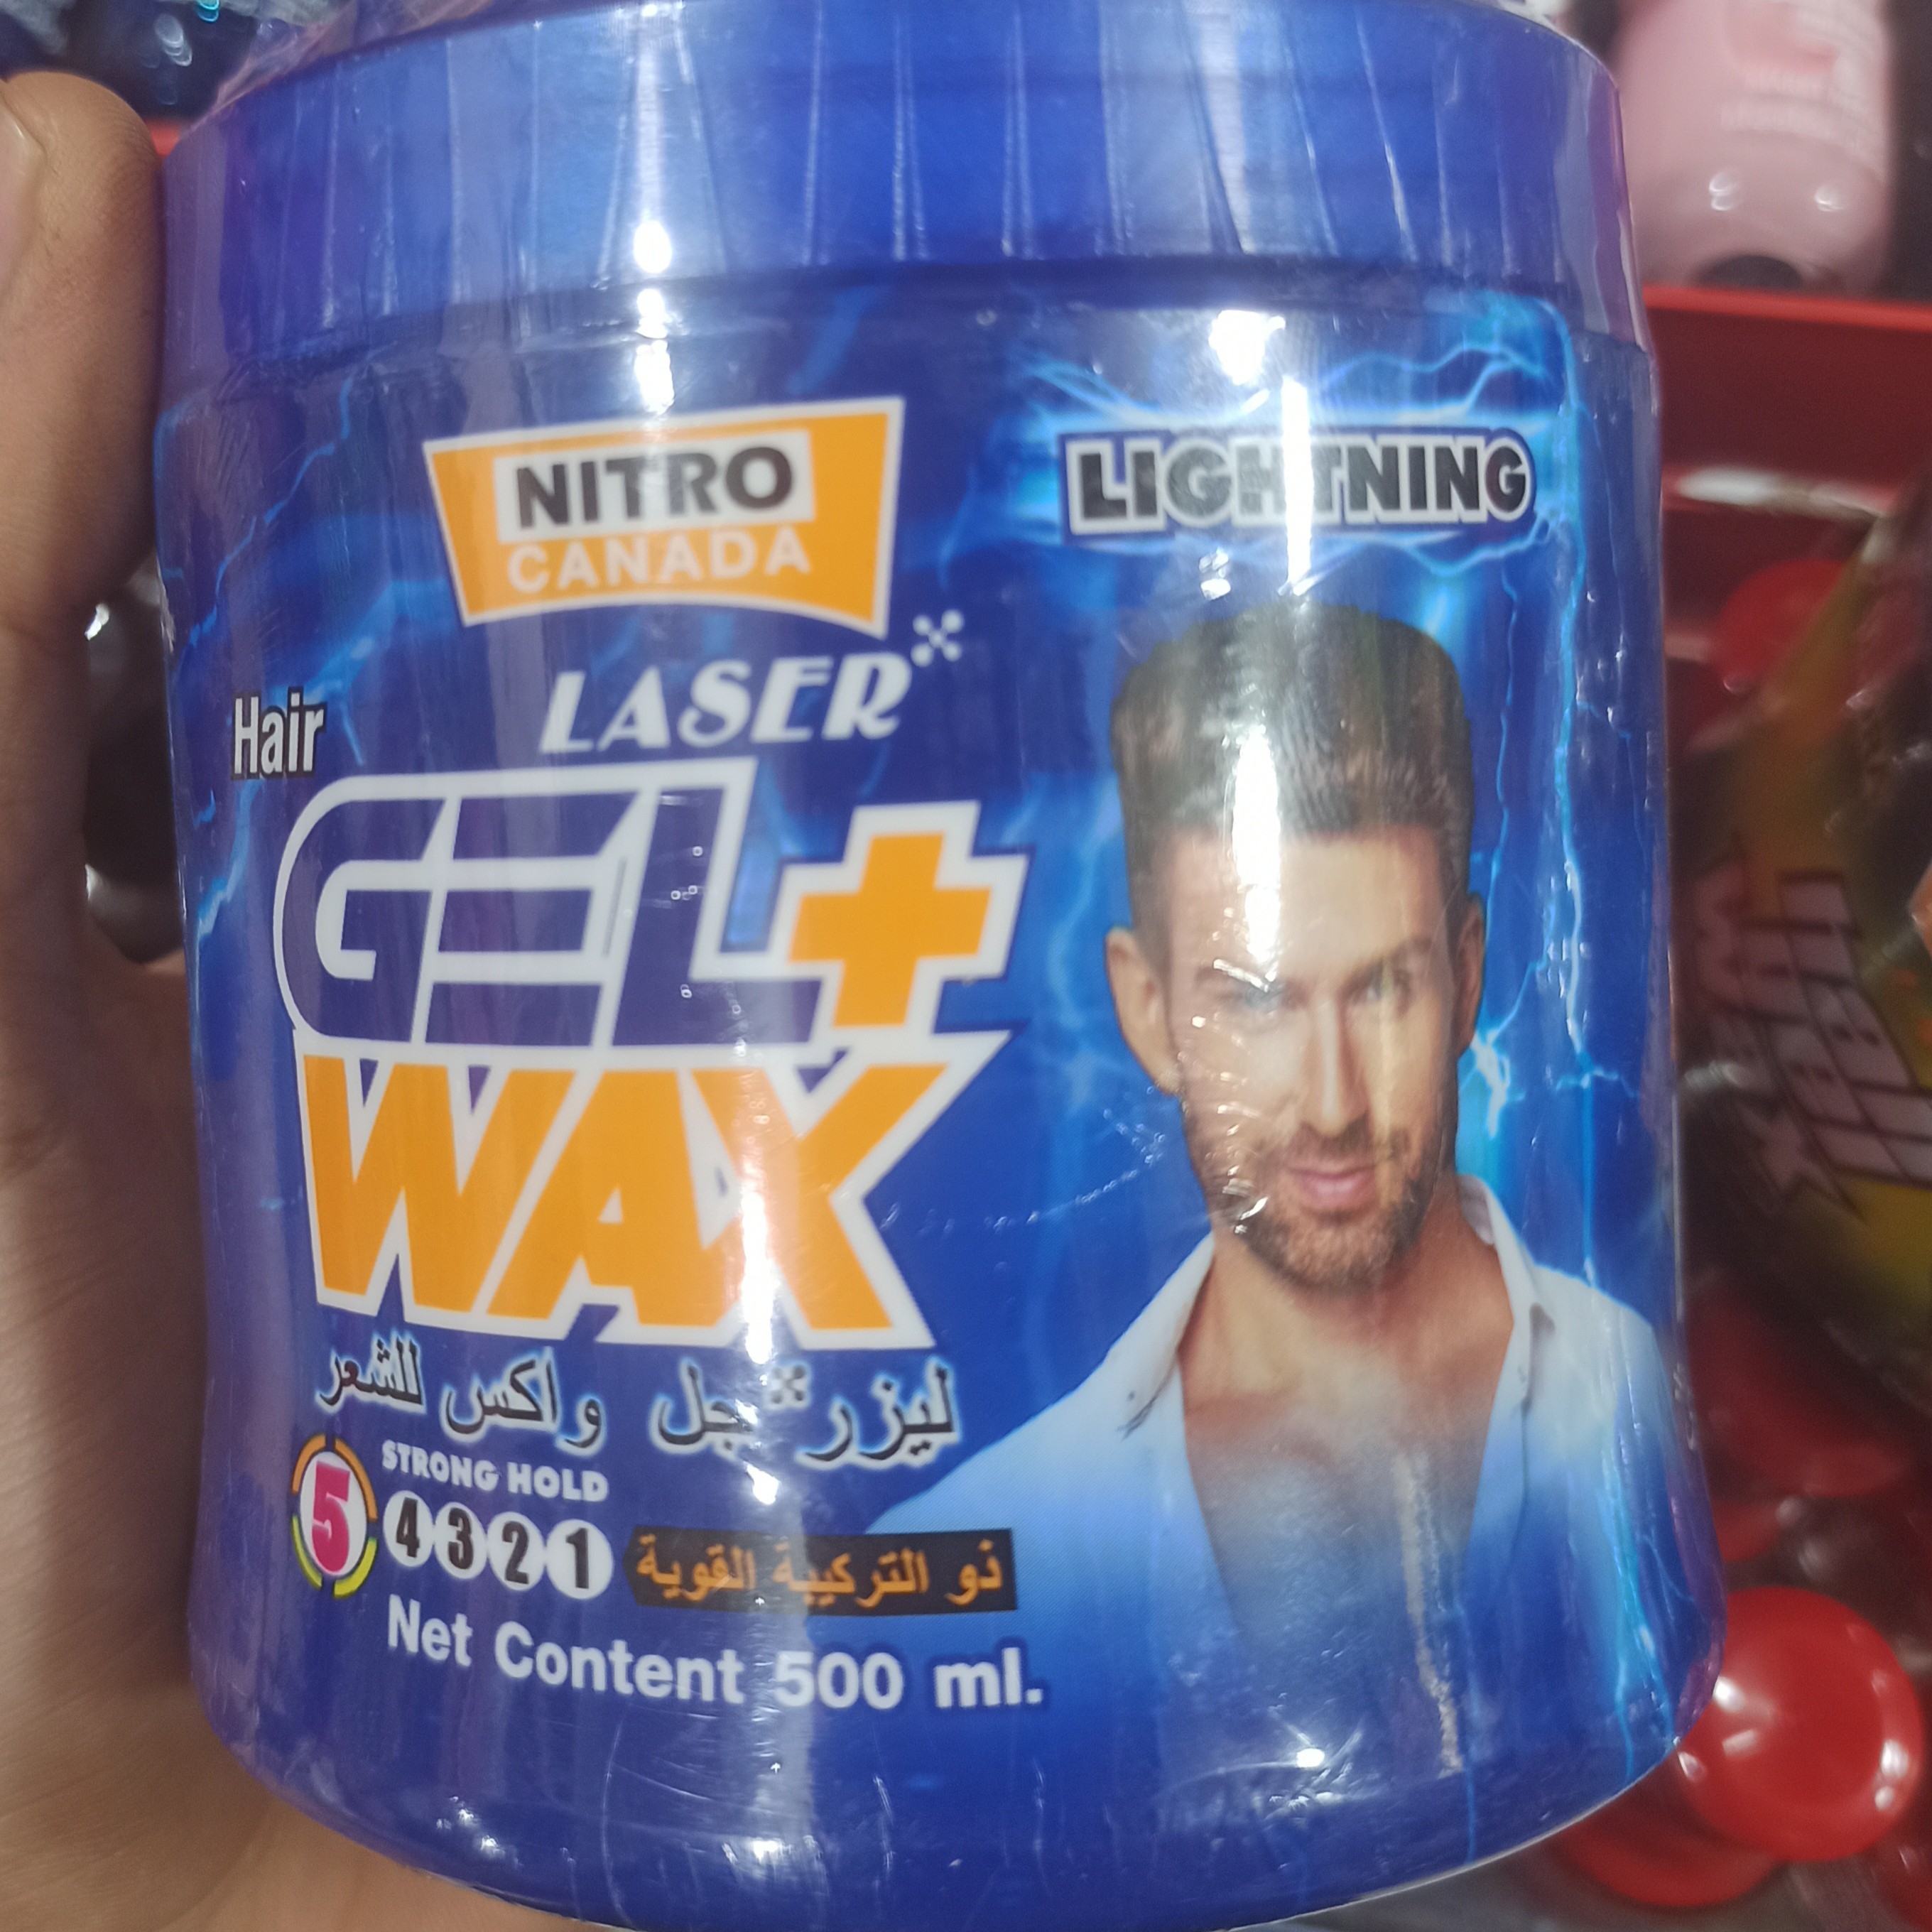 NITRO
CANADA
LIGHTNING
LASER
Hair
GEL+
WAX
ليزر جل واكس للشعر
STRONG HOLD
5 4 3 2 1
ذو التركيبة القوية
Net Content 500 ml.